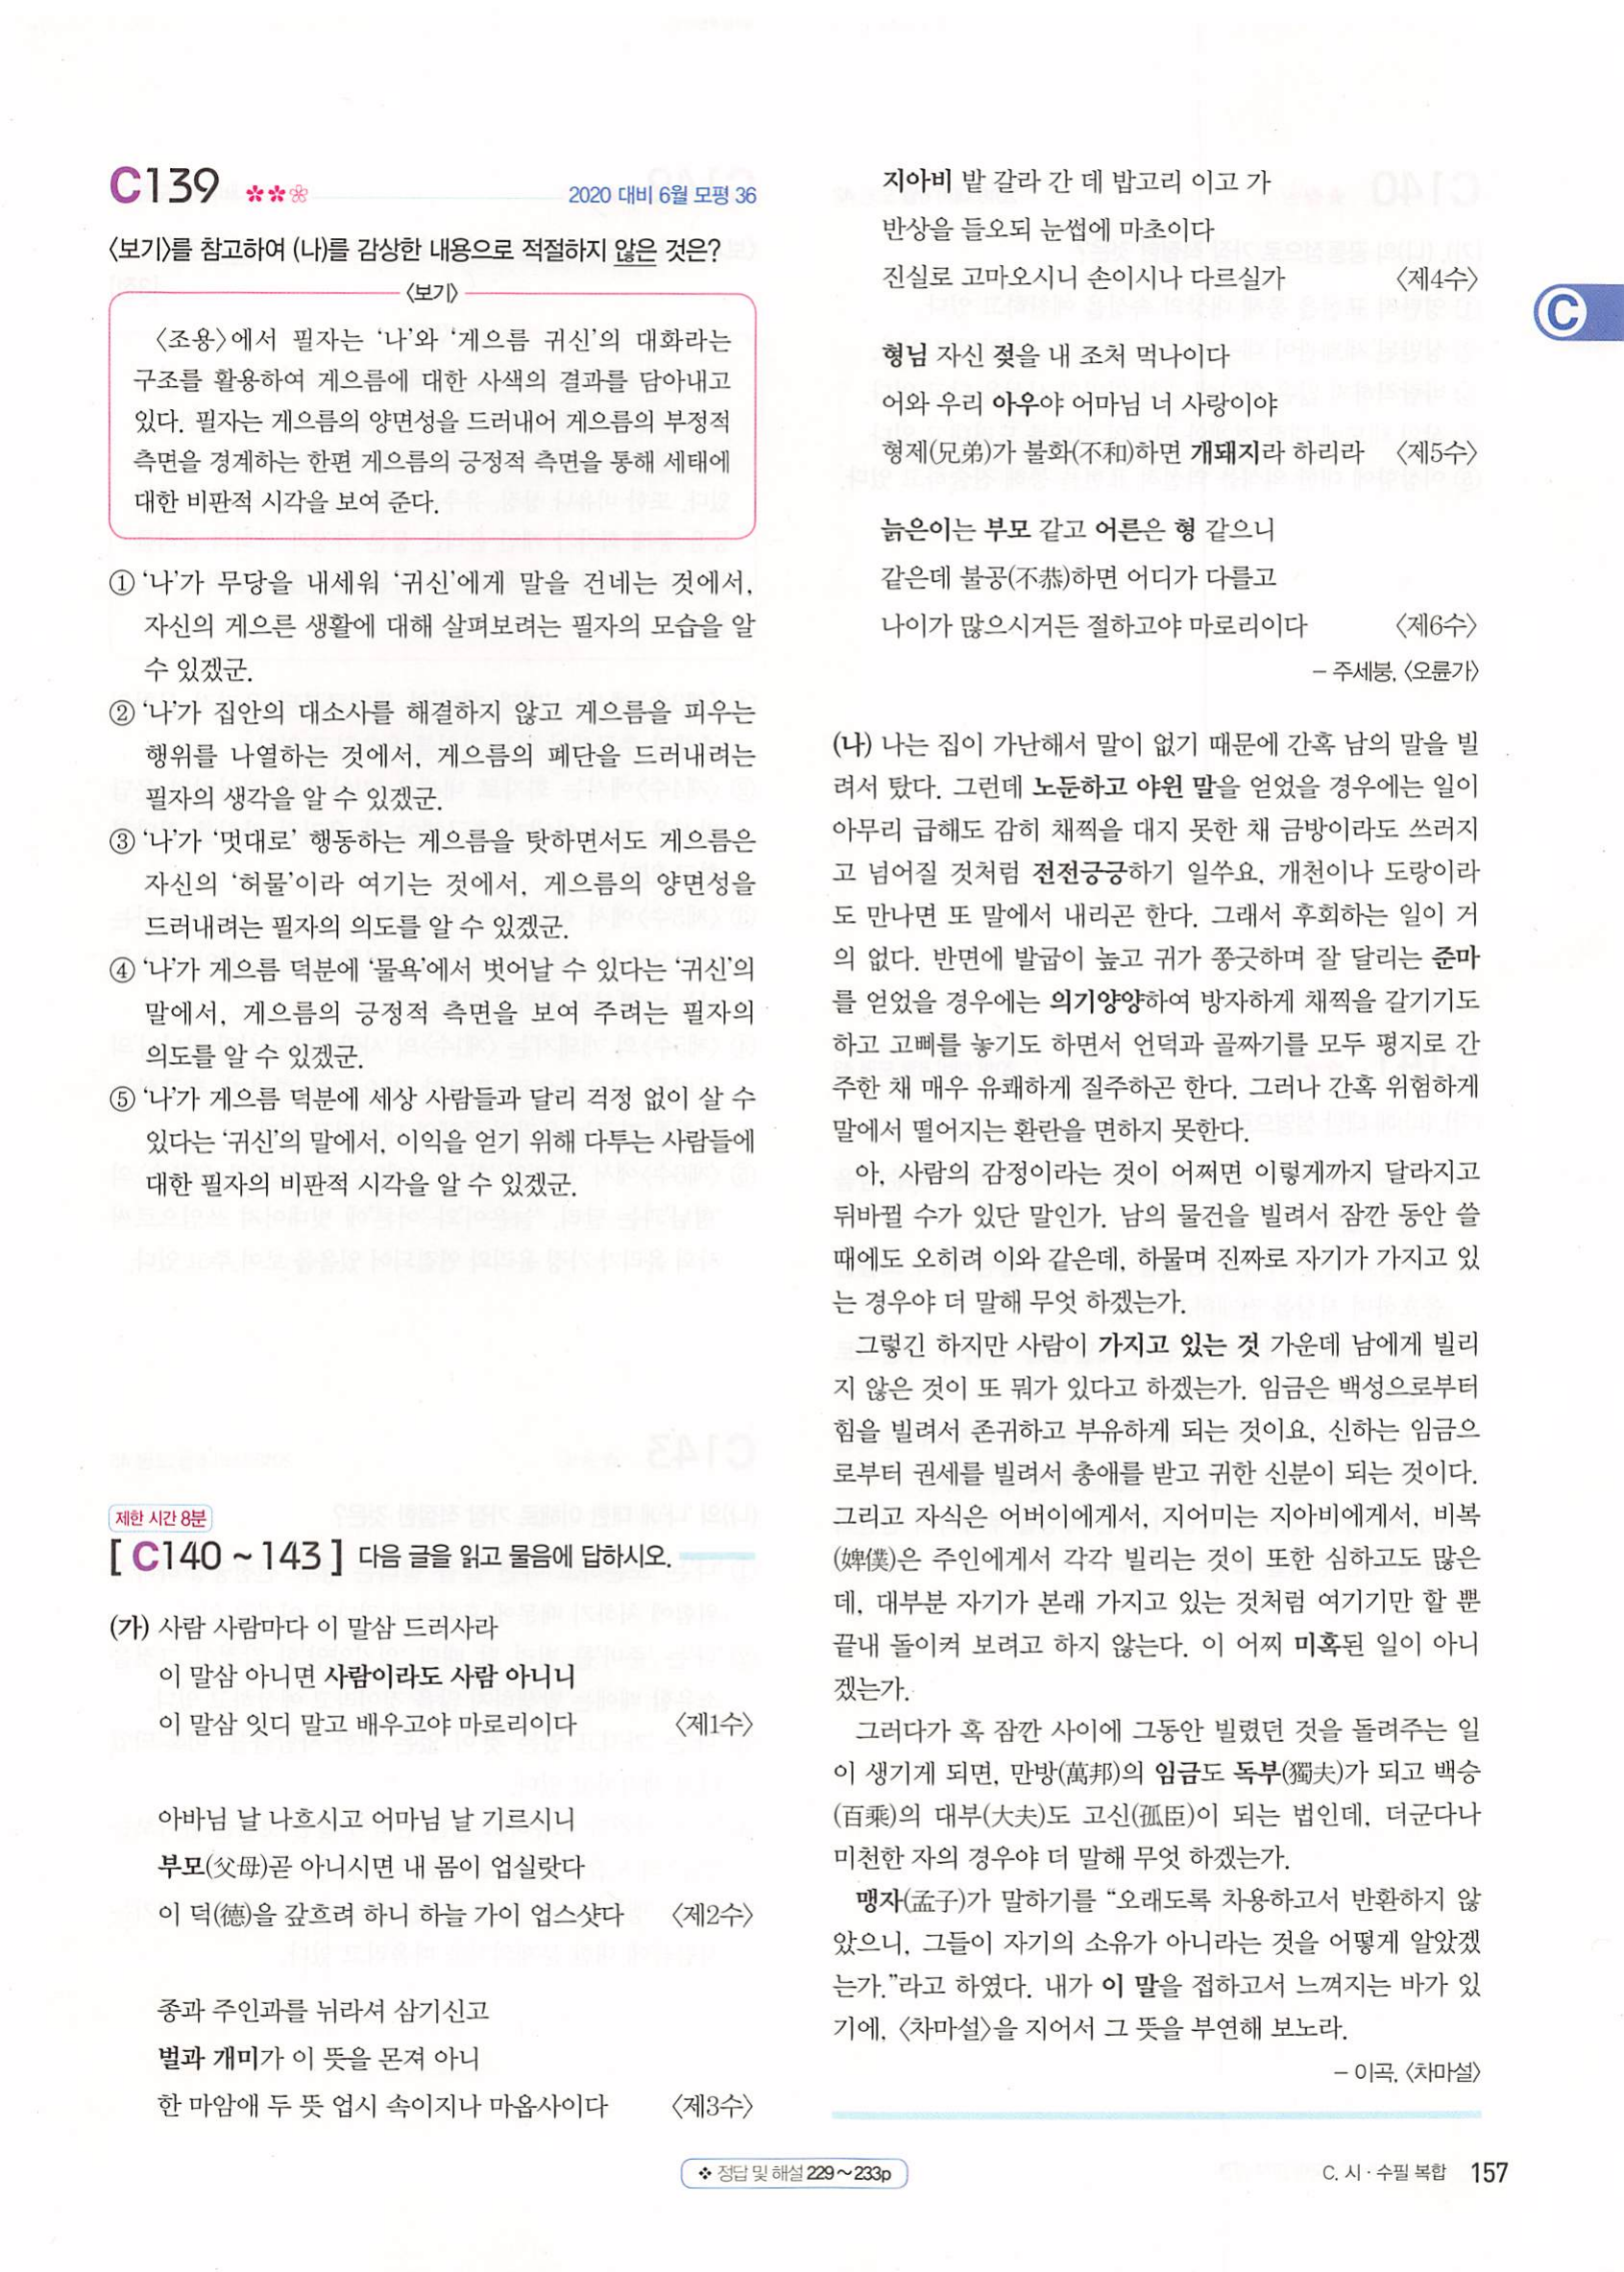 C139
2020 대비 6월 모평 36
〈보기〉를 참고하여 (나)를 감상한 내용으로 적절하지 않은 것은?
〈보기〉
〈조용〉에서 필자는 ‘나’와 ‘게으름 귀신’의 대화라는
구조를 활용하여 게으름에 대한 사색의 결과를 담아내고
있다. 필자는 게으름의 양면성을 드러내어 게으름의 부정적
측면을 경계하는 한편 게으름의 긍정적 측면을 통해 세태에
대한 비판적 시각을 보여 준다.
① ‘나’가 무당을 내세워 ‘귀신’에게 말을 건네는 것에서,
자신의 게으른 생활에 대해 살펴보려는 필자의 모습을 알
수 있겠군.
② ‘나’가 집안의 대소사를 해결하지 않고 게으름을 피우는
행위를 나열하는 것에서, 게으름의 폐단을 드러내려는
필자의 생각을 알 수 있겠군.
③ ‘나’가 ‘멋대로’ 행동하는 게으름을 탓하면서도 게으름은
자신의 ‘허물’이라 여기는 것에서, 게으름의 양면성을
드러내려는 필자의 의도를 알 수 있겠군.
④ ‘나’가 게으름 덕분에 ‘물욕’에서 벗어날 수 있다는 ‘귀신’의
말에서, 게으름의 긍정적 측면을 보여 주려는 필자의
의도를 알 수 있겠군.
⑤ ‘나’가 게으름 덕분에 세상 사람들과 달리 걱정 없이 살 수
있다는 ‘귀신’의 말에서, 이익을 얻기 위해 다투는 사람들에
대한 필자의 비판적 시각을 알 수 있겠군.
제한 시간 8분
[ C140 ~ 143 ] 다음 글을 읽고 물음에 답하시오.
(가) 사람 사람마다 이 말삼 드러사라
이 말삼 아니면 사람이라도 사람 아니니
이 말삼 잇디 말고 배우고야 마로리이다 〈제1수〉
아바님 날 나흐시고 어마님 날 기르시니
부모(父母)곧 아니시면 내 몸이 업실랏다
이 덕(德)을 갚흐려 하니 하늘 가이 업스샷다 〈제2수〉
종과 주인과를 뉘라셔 삼기신고
벌과 개미가 이 뜻을 몬져 아니
한 마암애 두 뜻 업시 속이지나 마옵사이다 〈제3수〉
지아비 밭 갈라 간 데 밥고리 이고 가
반상을 들오되 눈썹에 마초이다
진실로 고마오시니 손이시나 다르실가 〈제4수〉
형님 자신 젖을 내 조처 먹나이다
어와 우리 아우야 어마님 너 사랑이야
형제(兄弟)가 불화(不和)하면 개돼지라 하리라 〈제5수〉
늙은이는 부모 같고 어른은 형 같으니
같은데 불공(不恭)하면 어디가 다를고
나이가 많으시거든 절하고야 마로리이다 〈제6수〉
– 주세붕, 〈오륜가〉
(나) 나는 집이 가난해서 말이 없기 때문에 간혹 남의 말을 빌
려서 탔다. 그런데 노둔하고 야윈 말을 얻었을 경우에는 일이
아무리 급해도 감히 채찍을 대지 못한 채 금방이라도 쓰러지
고 넘어질 것처럼 전전긍긍하기 일쑤요, 개천이나 도랑이라
도 만나면 또 말에서 내리곤 한다. 그래서 후회하는 일이 거
의 없다. 반면에 발굽이 높고 귀가 쫑긋하며 잘 달리는 준마
를 얻었을 경우에는 의기양양하여 방자하게 채찍을 갈기기도
하고 고삐를 놓기도 하면서 언덕과 골짜기를 모두 평지로 간
주한 채 매우 유쾌하게 질주하곤 한다. 그러나 간혹 위험하게
말에서 떨어지는 환란을 면하지 못한다.
아, 사람의 감정이라는 것이 어쩌면 이렇게까지 달라지고
뒤바뀔 수가 있단 말인가. 남의 물건을 빌려서 잠깐 동안 쓸
때에도 오히려 이와 같은데, 하물며 진짜로 자기가 가지고 있
는 경우야 더 말해 무엇 하겠는가.
그렇긴 하지만 사람이 가지고 있는 것 가운데 남에게 빌리
지 않은 것이 또 뭐가 있다고 하겠는가. 임금은 백성으로부터
힘을 빌려서 존귀하고 부유하게 되는 것이요, 신하는 임금으
로부터 권세를 빌려서 총애를 받고 귀한 신분이 되는 것이다.
그리고 자식은 어버이에게서, 지어미는 지아비에게서, 비복
(婢僕)은 주인에게서 각각 빌리는 것이 또한 심하고도 많은
데, 대부분 자기가 본래 가지고 있는 것처럼 여기기만 할 뿐
끝내 돌이켜 보려고 하지 않는다. 이 어찌 미혹된 일이 아니
겠는가.
그러다가 혹 잠깐 사이에 그동안 빌렸던 것을 돌려주는 일
이 생기게 되면, 만방(萬邦)의 임금도 독부(獨夫)가 되고 백승
(百乘)의 대부(大夫)도 고신(孤臣)이 되는 법인데, 더군다나
미천한 자의 경우야 더 말해 무엇 하겠는가.
맹자(孟子)가 말하기를 “오래도록 차용하고서 반환하지 않
았으니, 그들이 자기의 소유가 아니라는 것을 어떻게 알았겠
는가.”라고 하였다. 내가 이 말을 접하고서 느껴지는 바가 있
기에, 〈차마설〉을 지어서 그 뜻을 부연해 보노라.
– 이곡, 〈차마설〉
C
❖ 정답 및 해설 229~233p
C. 시·수필 복합 157